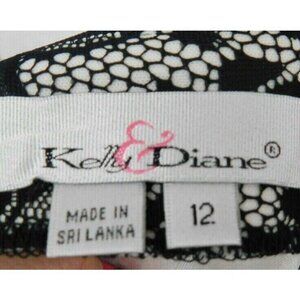 Kelly & Diane®
MADE IN
SRI LANKA
12